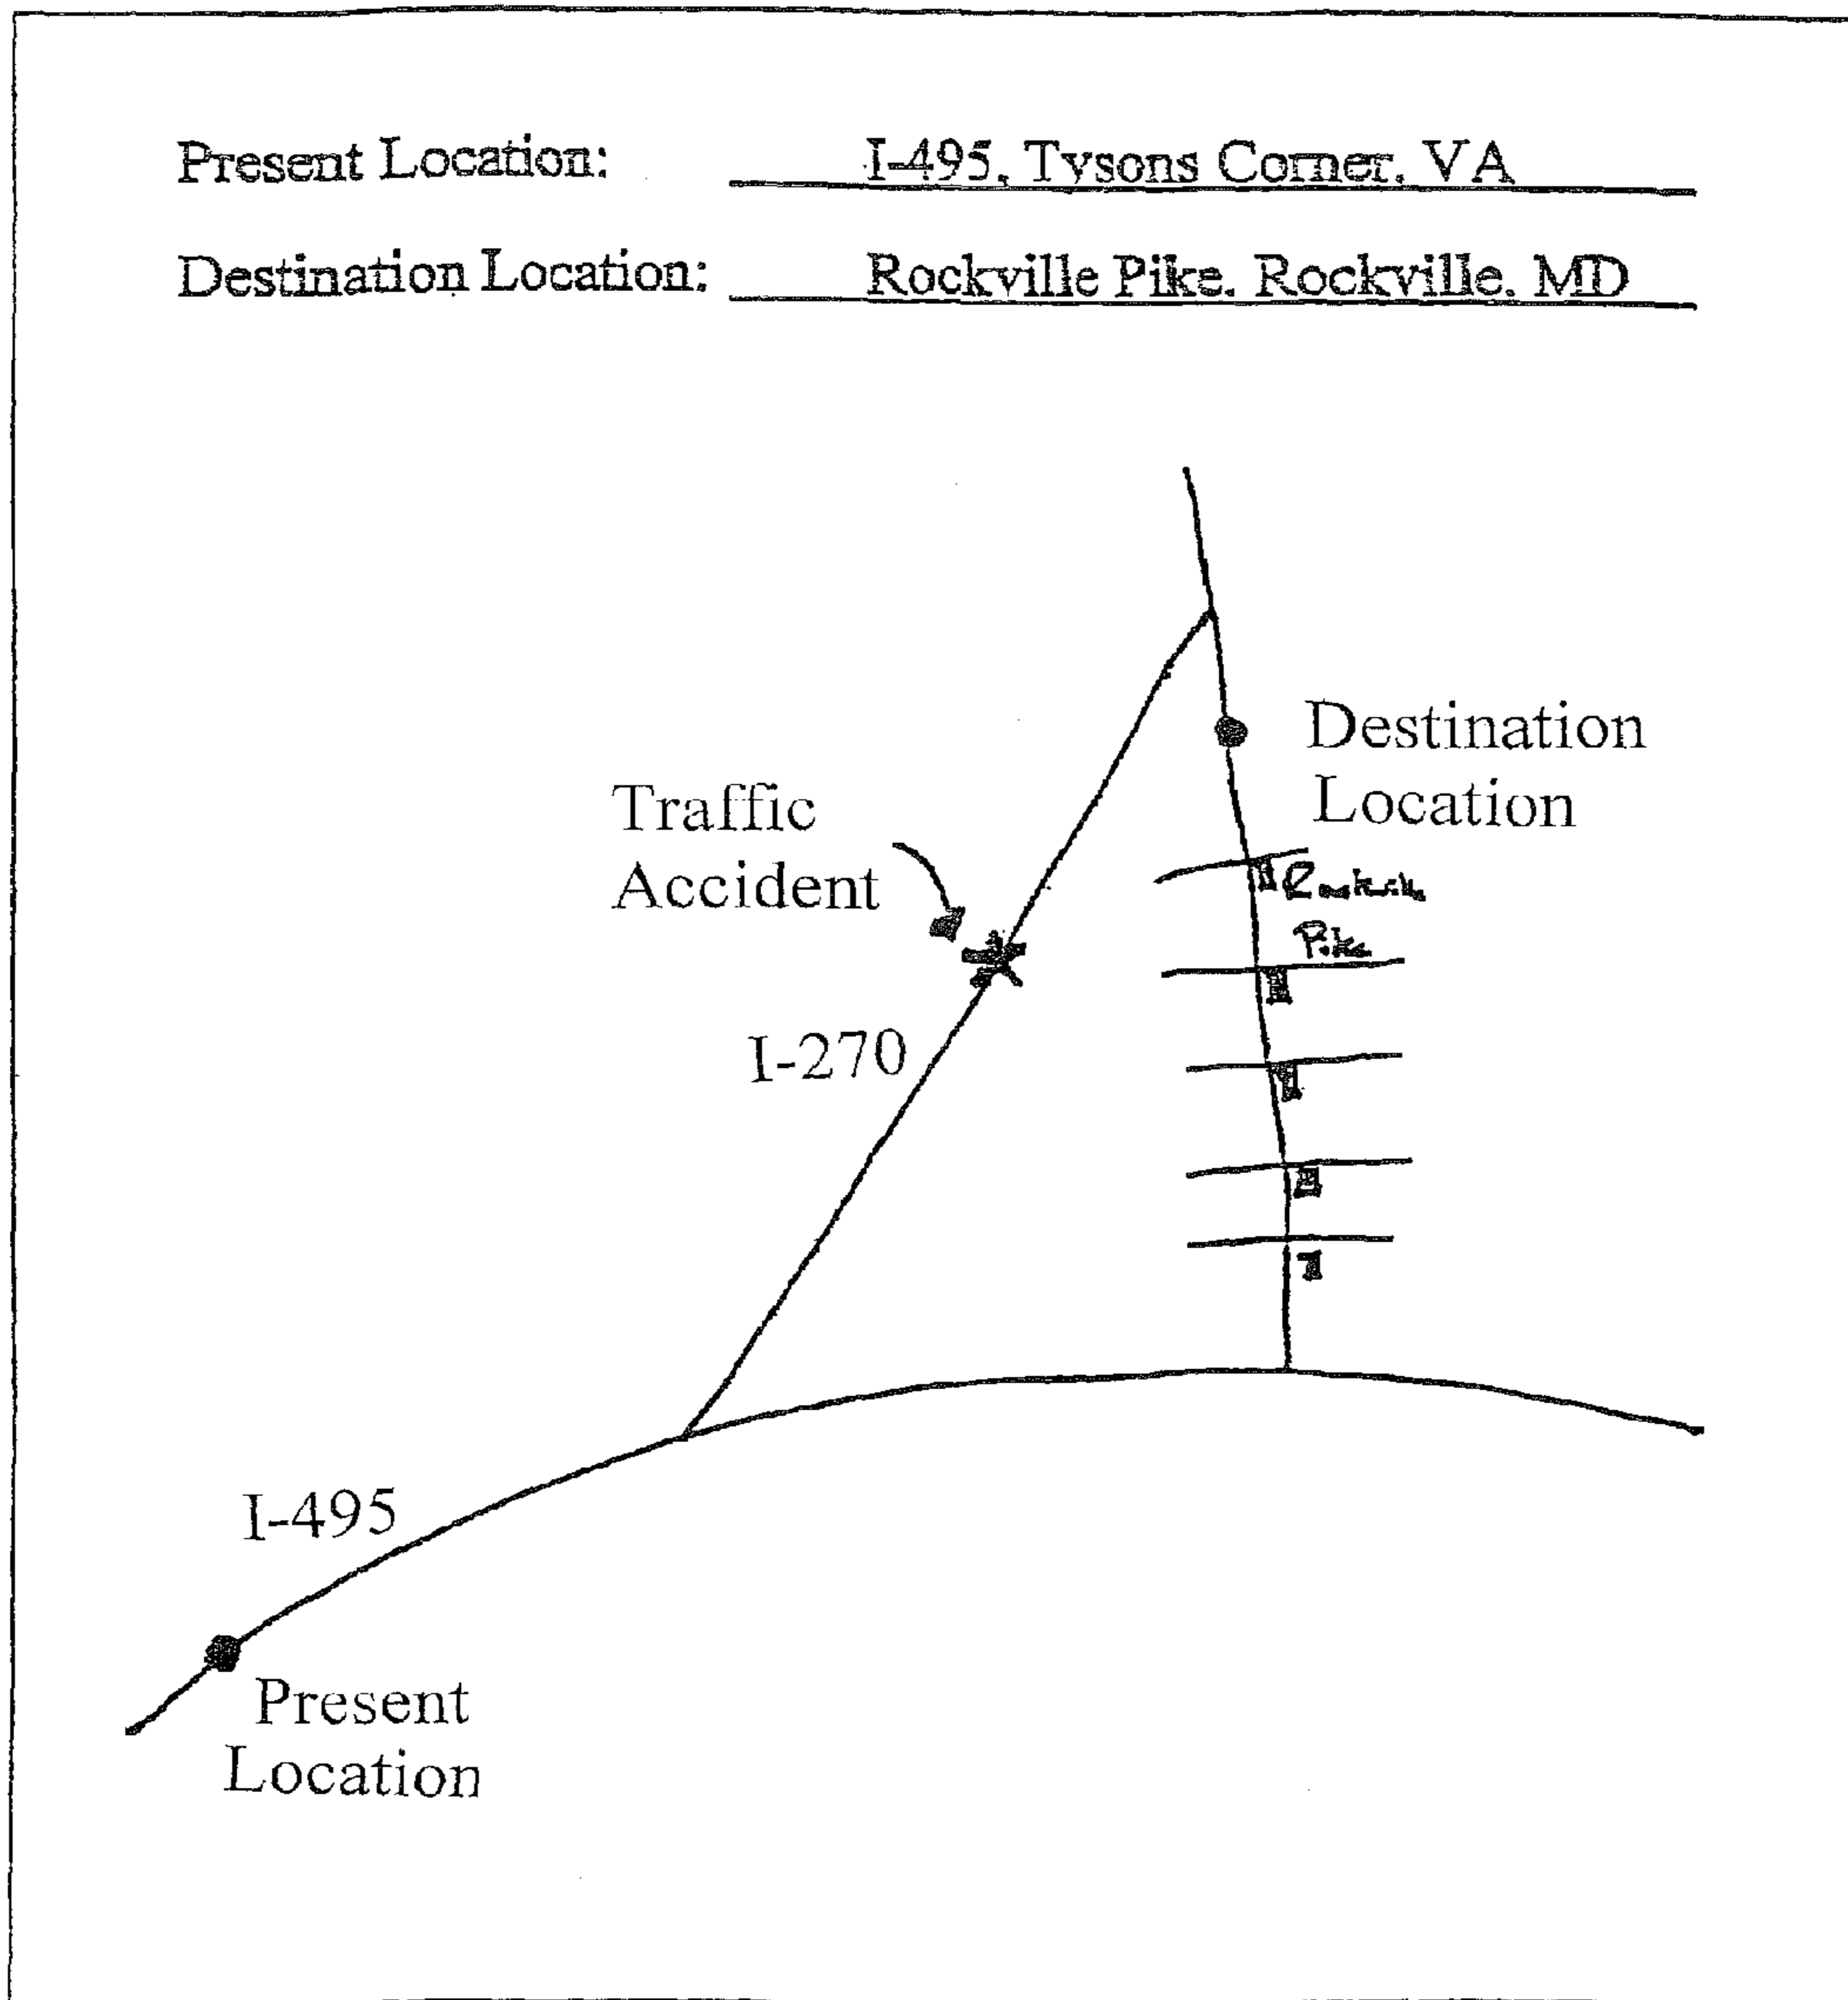 Present Location: I-495, Tysons Corner, VA
Destination Location: Rockville Pike, Rockville, MD
Destination
Location
Traffic
Accident
Pike
I-270
I-495
Present
Location